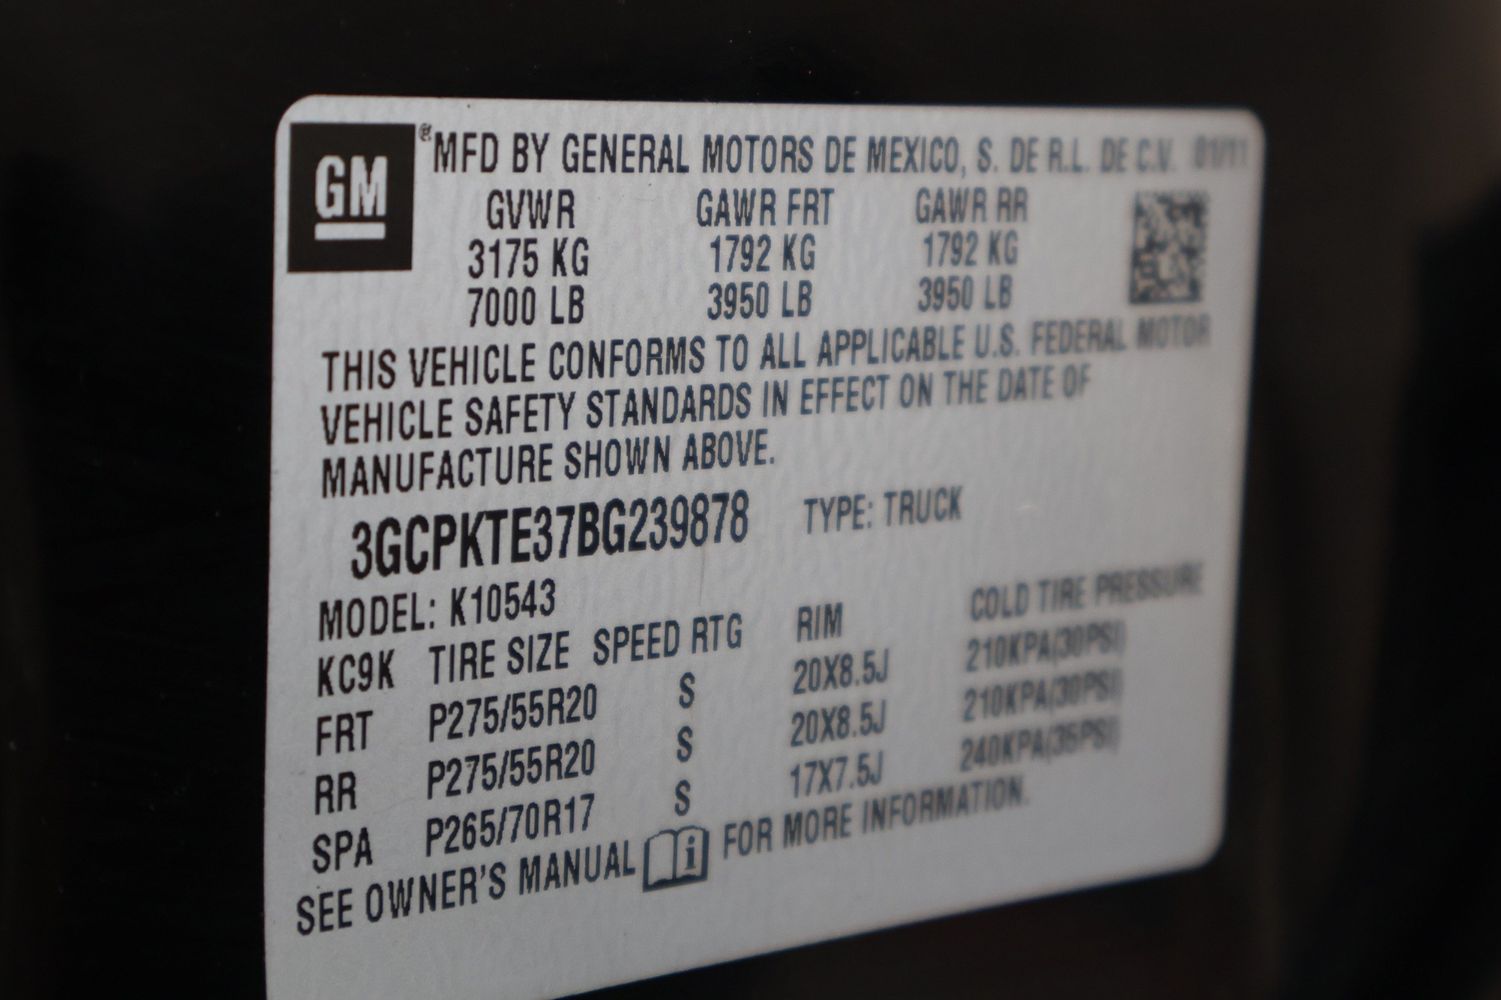 GM
® MFD BY GENERAL MOTORS DE MEXICO, S. DE R.L. DE C.V. 01/11
GVWR GAWR FRT GAWR RR
3175 KG 1792 KG 1792 KG
7000 LB 3950 LB 3950 LB
THIS VEHICLE CONFORMS TO ALL APPLICABLE U.S. FEDERAL MOTOR
VEHICLE SAFETY STANDARDS IN EFFECT ON THE DATE OF
MANUFACTURE SHOWN ABOVE.
3GCPKTE37BG239878 TYPE: TRUCK
MODEL: K10543
KC9K TIRE SIZE SPEED RTG RIM COLD TIRE PRESSURE
FRT P275/55R20 S 20X8.5J 210KPA(30PSI)
RR P275/55R20 S 20X8.5J 210KPA(30PSI)
SPA P265/70R17 S 17X7.5J 240KPA(35PSI)
SEE OWNER'S MANUAL i FOR MORE INFORMATION.